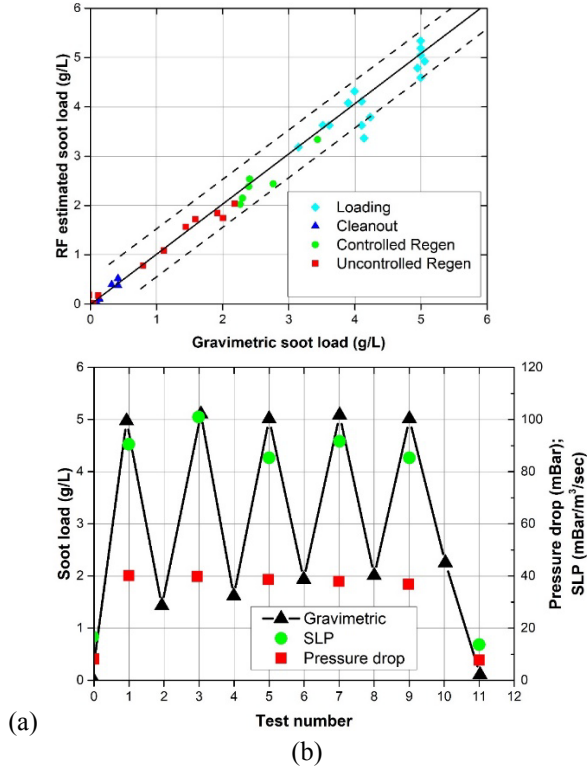 6
5
4
3
2
1
0
RF estimated soot load (g/L)
Loading
Cleanout
Controlled Regen
Uncontrolled Regen
0 1 2 3 4 5 6
Gravimetric soot load (g/L)
6
5
4
3
2
1
0
Soot load (g/L)
120
100
80
60
40
20
0
Pressure drop (mBar);
SLP (mBar/m³/sec)
Gravimetric
SLP
Pressure drop
0 1 2 3 4 5 6 7 8 9 10 11 12
Test number
(a)
(b)